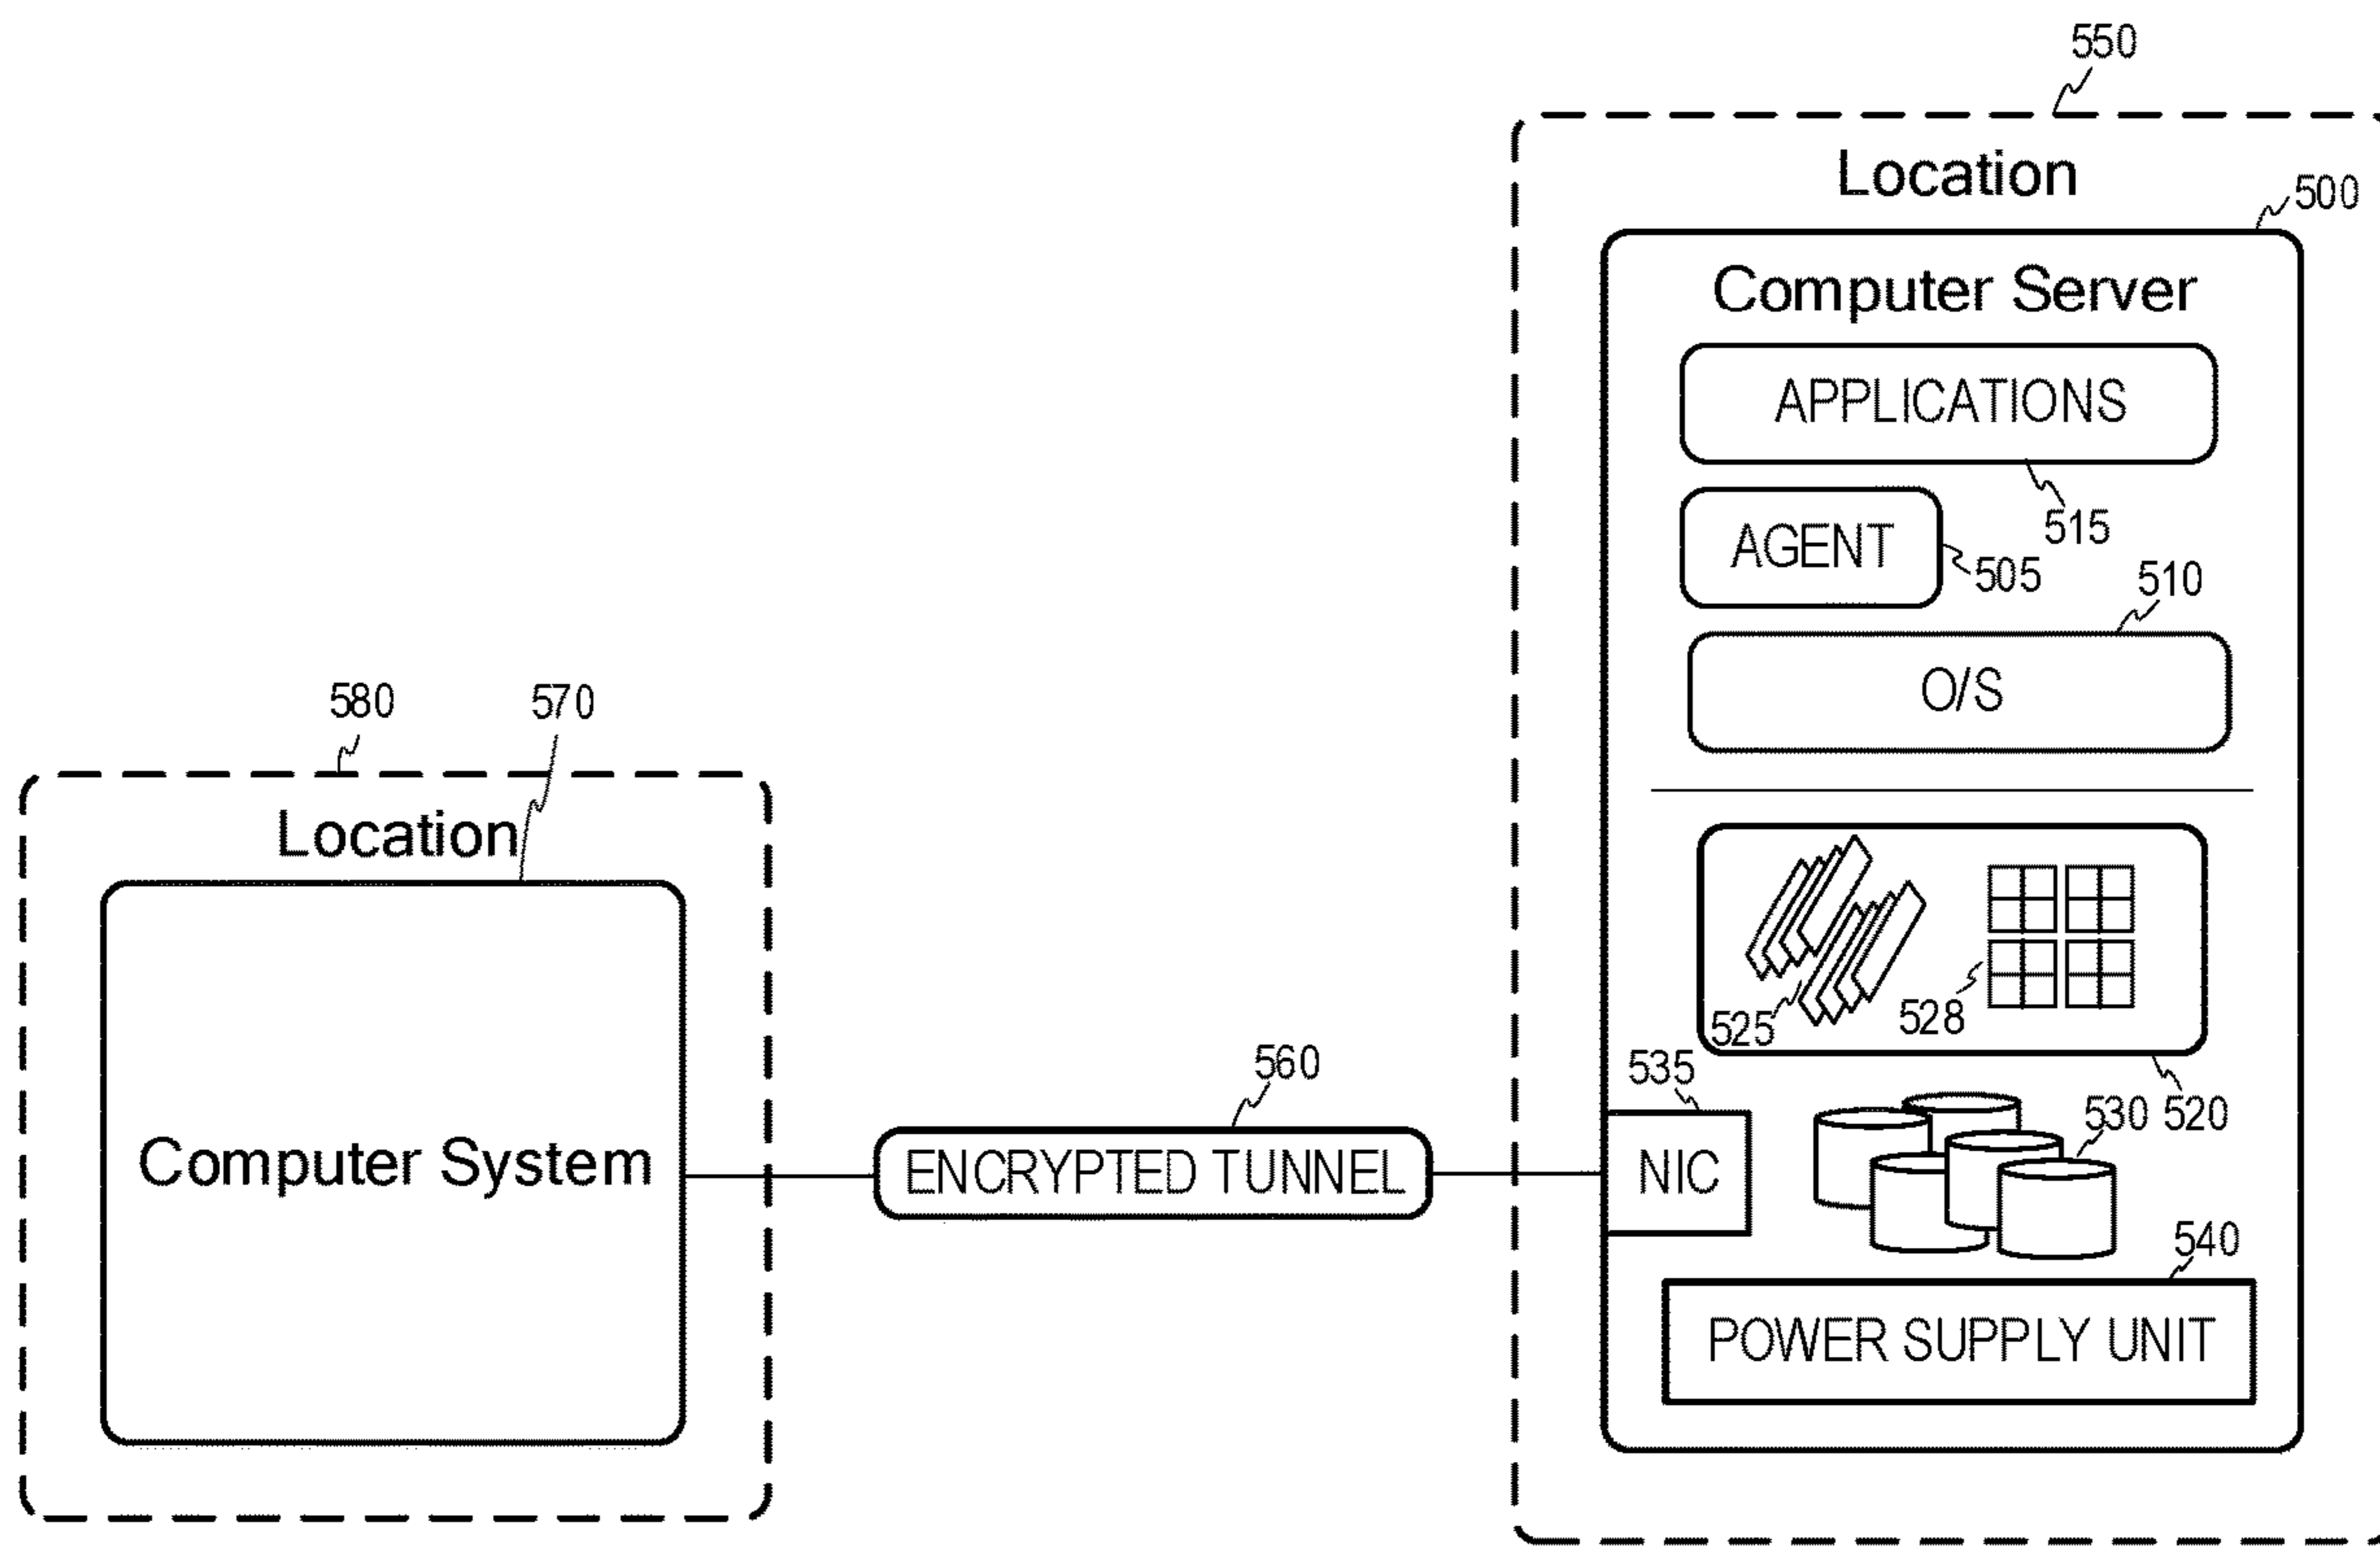 550
Location
500
Computer Server
APPLICATIONS
515
AGENT
505
510
O/S
580
570
Location
Computer System
560
ENCRYPTED TUNNEL
525
528
520
535
NIC
530
540
POWER SUPPLY UNIT